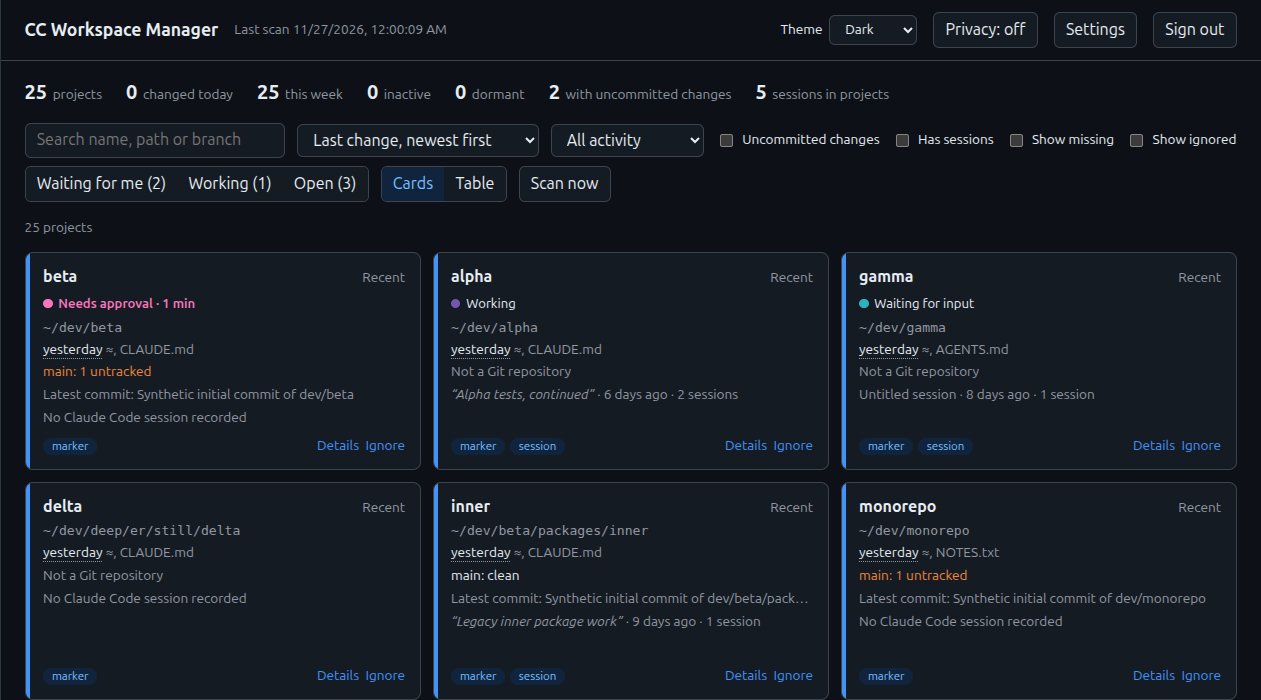 CC Workspace Manager Last scan 11/27/2026, 12:00:09 AM Theme Dark Privacy: off Settings Sign out
25 projects 0 changed today 25 this week 0 inactive 0 dormant 2 with uncommitted changes 5 sessions in projects
Search name, path or branch Last change, newest first All activity Uncommitted changes Has sessions Show missing Show ignored
Waiting for me (2) Working (1) Open (3) Cards Table Scan now
25 projects
beta Recent
Needs approval · 1 min
~/dev/beta
yesterday ≈, CLAUDE.md
main: 1 untracked
Latest commit: Synthetic initial commit of dev/beta
No Claude Code session recorded
marker Details Ignore
alpha Recent
Working
~/dev/alpha
yesterday ≈, CLAUDE.md
Not a Git repository
“Alpha tests, continued” · 6 days ago · 2 sessions
marker session Details Ignore
gamma Recent
Waiting for input
~/dev/gamma
yesterday ≈, AGENTS.md
Not a Git repository
Untitled session · 8 days ago · 1 session
marker session Details Ignore
delta Recent
~/dev/deep/er/still/delta
yesterday ≈, CLAUDE.md
Not a Git repository
No Claude Code session recorded
marker Details Ignore
inner Recent
~/dev/beta/packages/inner
yesterday ≈, CLAUDE.md
main: clean
Latest commit: Synthetic initial commit of dev/beta/pack…
“Legacy inner package work” · 9 days ago · 1 session
marker session Details Ignore
monorepo Recent
~/dev/monorepo
yesterday ≈, NOTES.txt
main: 1 untracked
Latest commit: Synthetic initial commit of dev/monorepo
No Claude Code session recorded
marker Details Ignore